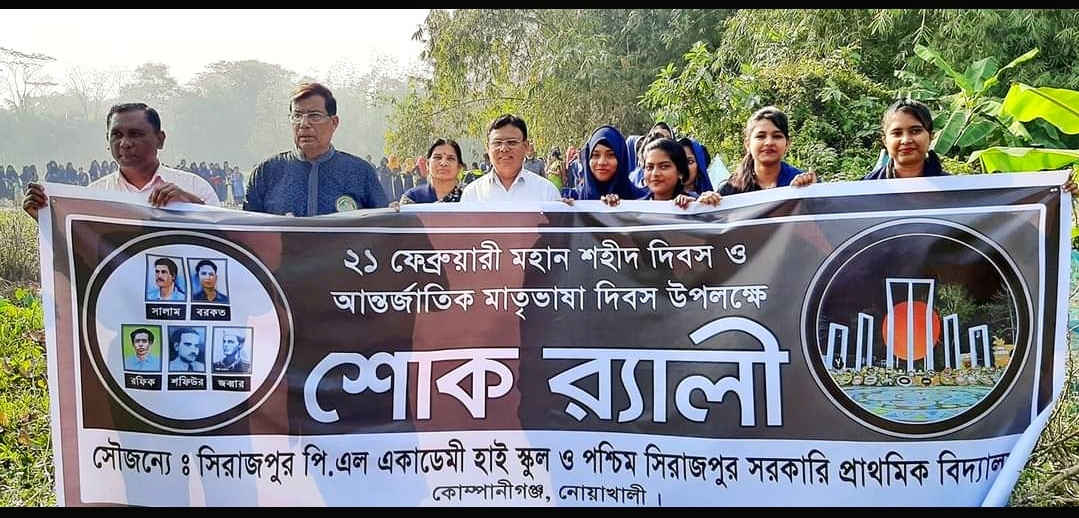 ২১ ফেব্রুয়ারী মহান শহীদ দিবস ও
আন্তর্জাতিক মাতৃভাষা দিবস উপলক্ষে
শোক র‍্যালী
সালাম বরকত
রফিক শফিউর জব্বার
সৌজন্যে ঃ সিরাজপুর পি.এল একাডেমী হাই স্কুল ও পশ্চিম সিরাজপুর সরকারি প্রাথমিক বিদ্যাল
কোম্পানীগঞ্জ, নোয়াখালী।